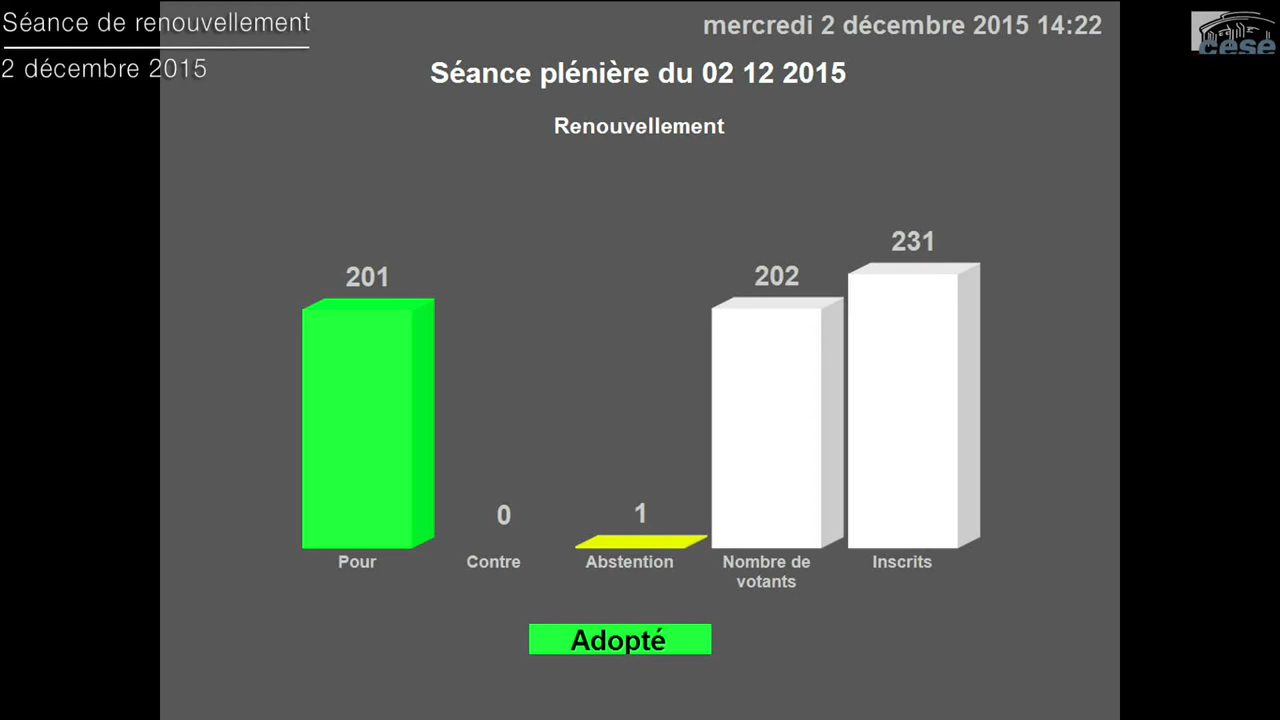 Séance de renouvellement
2 décembre 2015
mercredi 2 décembre 2015 14:22
cese
Séance plénière du 02 12 2015
Renouvellement
201
0
1
202
231
Pour
Contre
Abstention
Nombre de
votants
Inscrits
Adopté